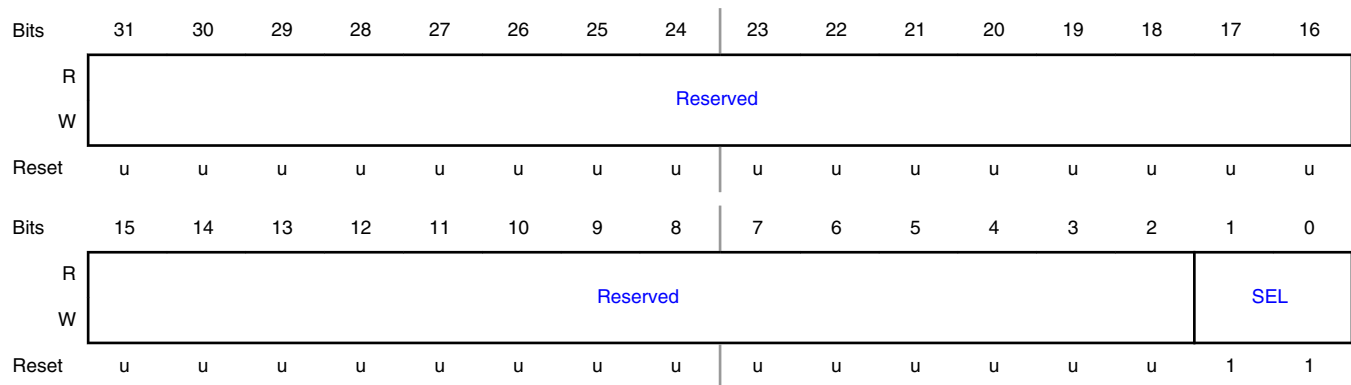 Bits 31 30 29 28 27 26 25 24 23 22 21 20 19 18 17 16
R
Reserved
W
Reset u u u u u u u u u u u u u u u u
Bits 15 14 13 12 11 10 9 8 7 6 5 4 3 2 1 0
R
Reserved SEL
W
Reset u u u u u u u u u u u u u u 1 1